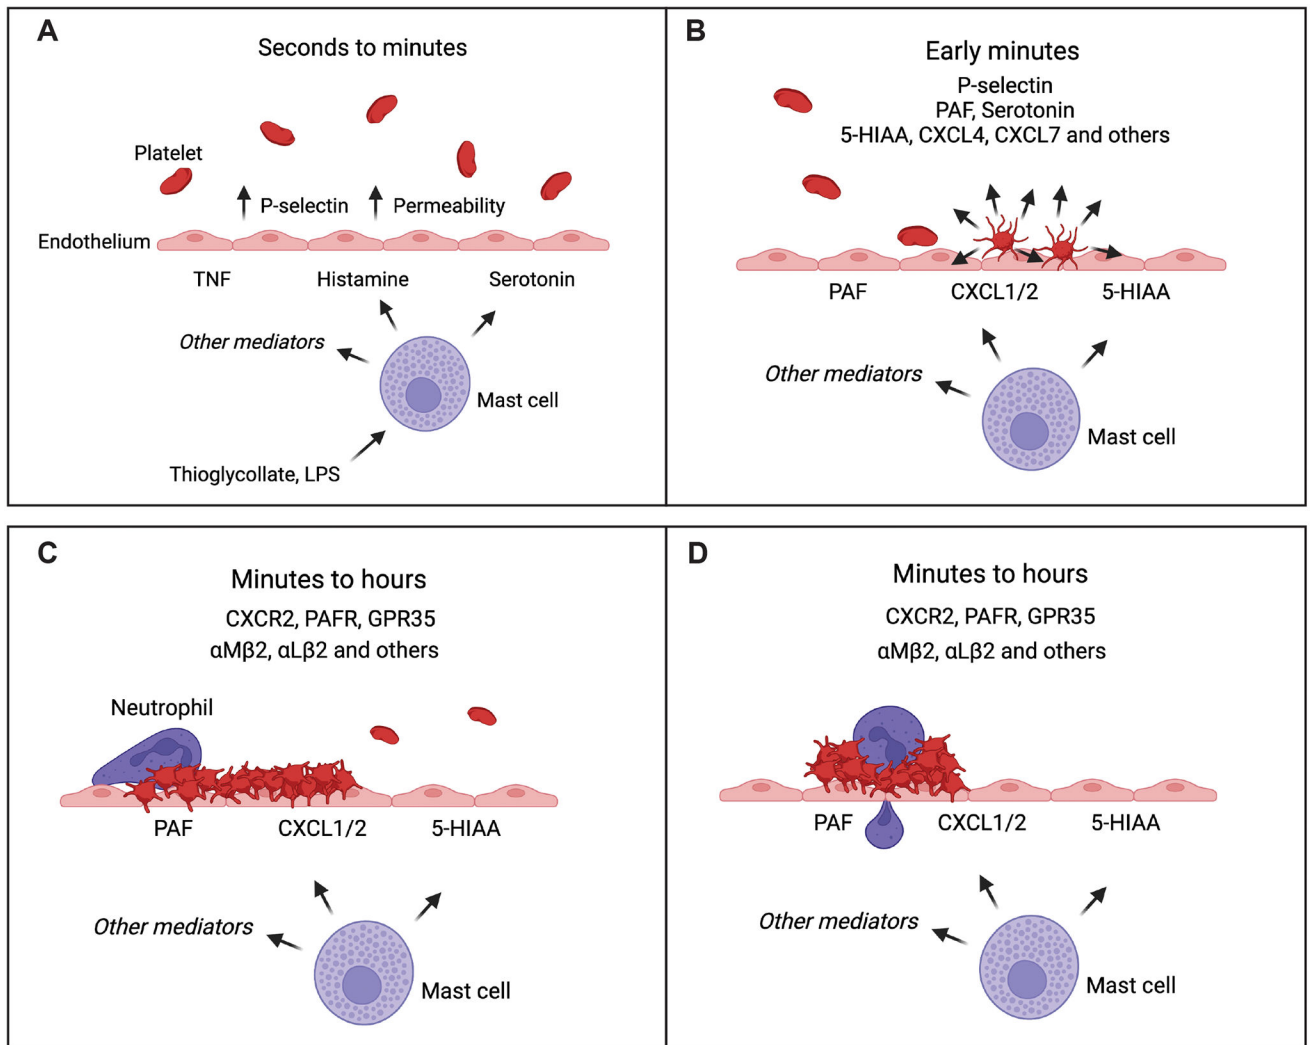 A
Seconds to minutes
Platelet
P-selectin
Permeability
Endothelium
TNF
Histamine
Serotonin
Other mediators
Mast cell
Thioglycollate, LPS
B
Early minutes
P-selectin
PAF, Serotonin
5-HIAA, CXCL4, CXCL7 and others
PAF
CXCL1/2
5-HIAA
Other mediators
Mast cell
C
Minutes to hours
CXCR2, PAFR, GPR35
αMβ2, αLβ2 and others
Neutrophil
PAF
CXCL1/2
5-HIAA
Other mediators
Mast cell
D
Minutes to hours
CXCR2, PAFR, GPR35
αMβ2, αLβ2 and others
PAF
CXCL1/2
5-HIAA
Other mediators
Mast cell